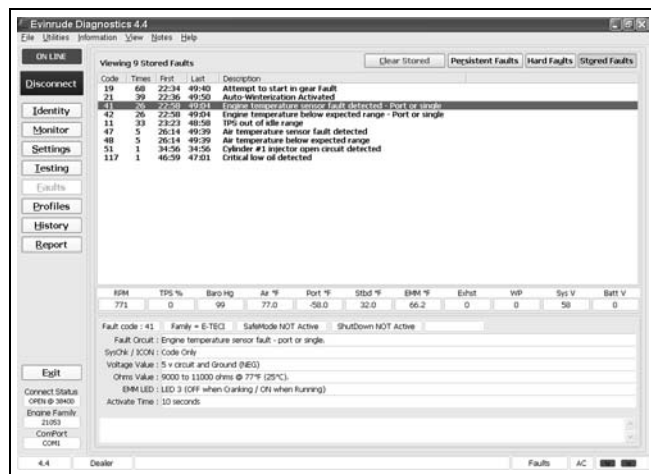 Evinrude Diagnostics 4.4
File Utilities Information View Notes Help
ON LINE
Viewing 9 Stored Faults
Clear Stored
Persistent Faults
Hard Faults
Stored Faults
Disconnect
Identity
Monitor
Settings
Testing
Faults
Profiles
History
Report
Code Times First Last Description
19 68 22:34 49:40 Attempt to start in gear Fault
21 39 22:36 49:50 Auto-Winterization Activated
41 26 22:58 49:04 Engine temperature sensor fault detected - Port or single
42 26 22:58 49:04 Engine temperature below expected range - Port or single
11 33 23:23 48:58 TPS out of idle range
47 5 26:14 49:39 Air temperature sensor fault detected
48 5 26:14 49:39 Air temperature below expected range
51 1 34:56 34:56 Cylinder #1 injector open circuit detected
117 1 46:59 47:01 Critical low oil detected
RPM TPS % Baro Hg Air °F Port °F Stbd °F EMM °F Exhst WP Sys V Batt V
771 0 99 77.0 -58.0 32.0 66.2 0 0 58 0
Fault code : 41 Family = E-TEC1 SafeMode NOT Active ShutDown NOT Active
Fault Circuit : Engine temperature sensor fault - port or single.
SysChk / ICON : Code Only
Voltage Value : 5 v circuit and Ground (NEG)
Ohms Value : 9000 to 11000 ohms @ 77°F (25°C).
EMM LED : LED 3 (OFF when Cranking / ON when Running)
Activate Time : 10 seconds
Exit
Connect Status
OPEN @ 38400
Engine Family
21053
ComPort
COM1
4.4 Dealer Faults AC